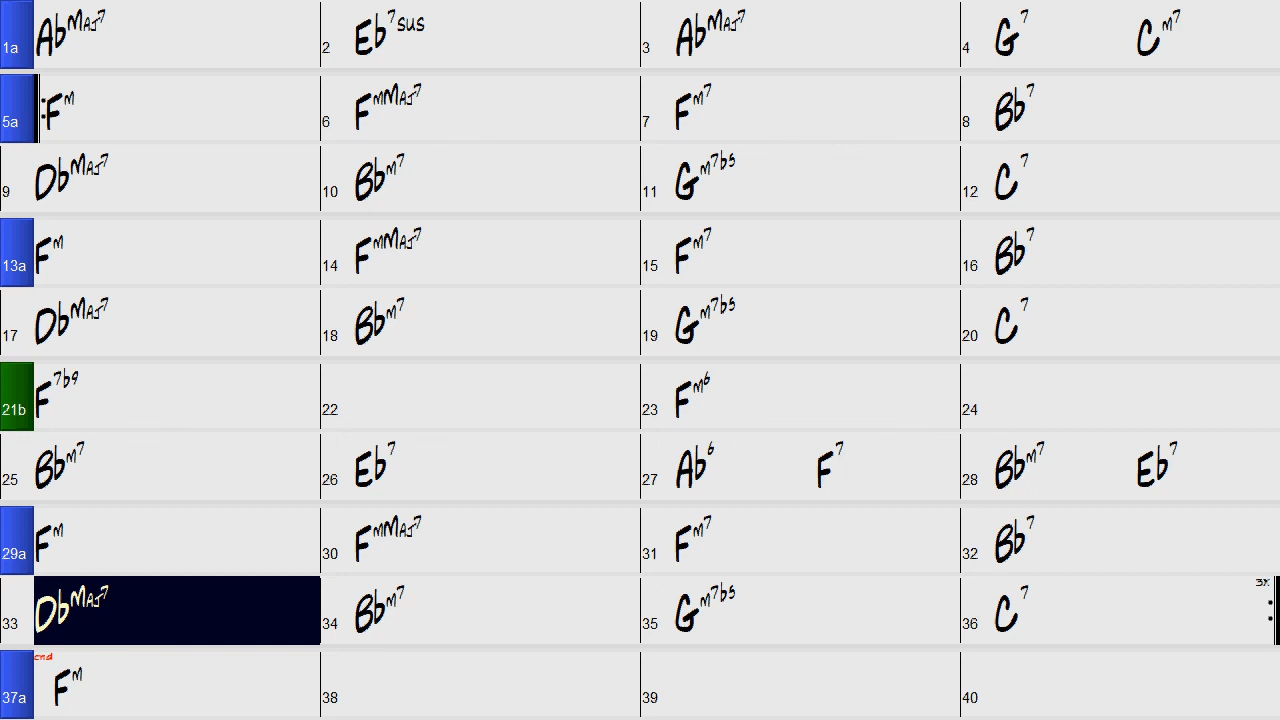 1a AbMaj7 2 Eb7sus 3 AbMaj7 4 G7 Cm7
5a Fm 6 FmMaj7 7 Fm7 8 Bb7
9 DbMaj7 10 Bbm7 11 Gm7b5 12 C7
13a Fm 14 FmMaj7 15 Fm7 16 Bb7
17 DbMaj7 18 Bbm7 19 Gm7b5 20 C7
21b F7b9 22 23 Fm6 24
25 Bbm7 26 Eb7 27 Ab6 F7 28 Bbm7 Eb7
29a Fm 30 FmMaj7 31 Fm7 32 Bb7
33 DbMaj7 34 Bbm7 35 Gm7b5 36 C7 3x
end
37a Fm 38 39 40